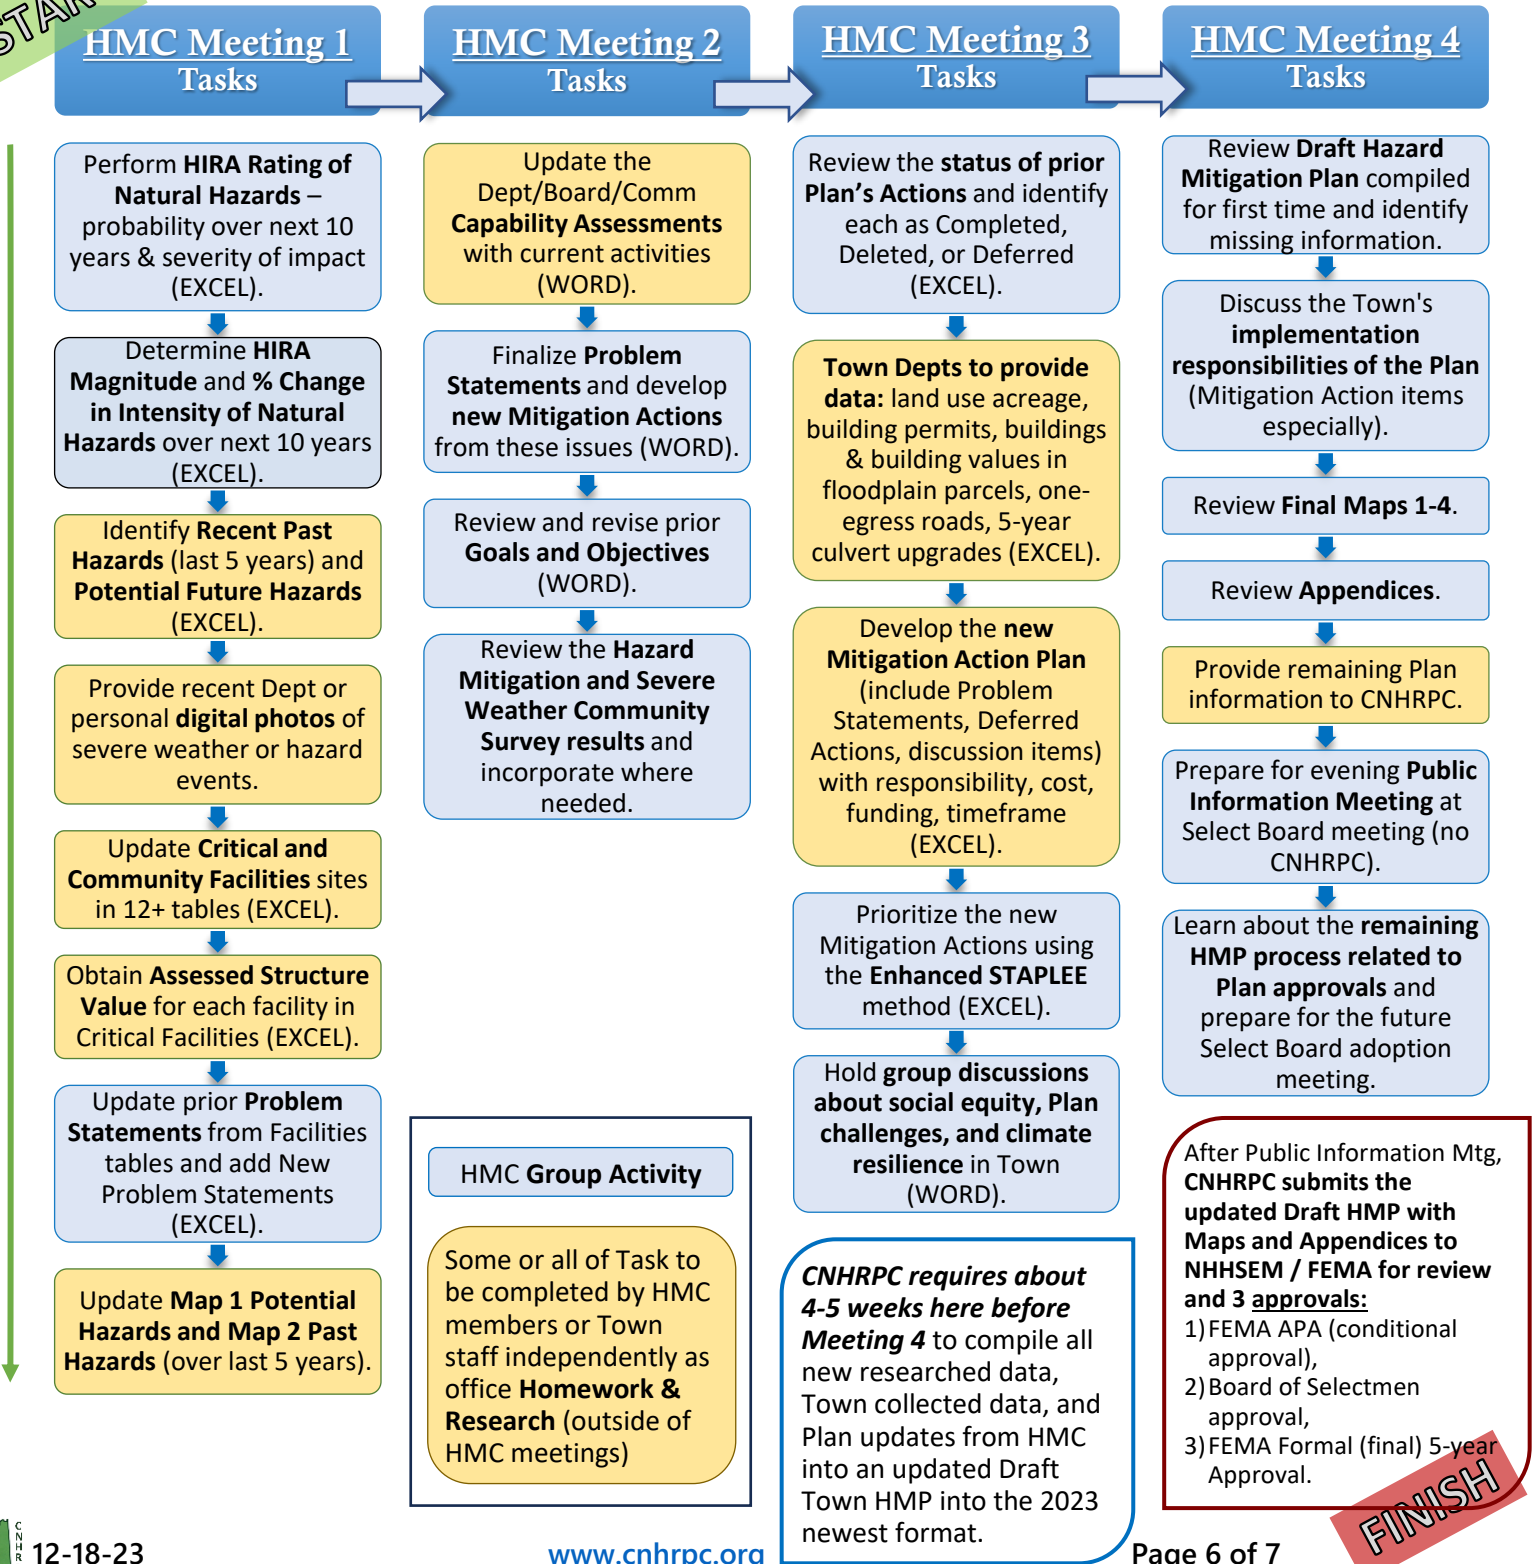 START
HMC Meeting 1
Tasks
Perform HIRA Rating of
Natural Hazards –
probability over next 10
years & severity of impact
(EXCEL).
Determine HIRA
Magnitude and % Change
in Intensity of Natural
Hazards over next 10 years
(EXCEL).
Identify Recent Past
Hazards (last 5 years) and
Potential Future Hazards
(EXCEL).
Provide recent Dept or
personal digital photos of
severe weather or hazard
events.
Update Critical and
Community Facilities sites
in 12+ tables (EXCEL).
Obtain Assessed Structure
Value for each facility in
Critical Facilities (EXCEL).
Update prior Problem
Statements from Facilities
tables and add New
Problem Statements
(EXCEL).
Update Map 1 Potential
Hazards and Map 2 Past
Hazards (over last 5 years).
HMC Meeting 2
Tasks
Update the
Dept/Board/Comm
Capability Assessments
with current activities
(WORD).
Finalize Problem
Statements and develop
new Mitigation Actions
from these issues (WORD).
Review and revise prior
Goals and Objectives
(WORD).
Review the Hazard
Mitigation and Severe
Weather Community
Survey results and
incorporate where
needed.
HMC Group Activity
Some or all of Task to
be completed by HMC
members or Town
staff independently as
office Homework &
Research (outside of
HMC meetings)
HMC Meeting 3
Tasks
Review the status of prior
Plan's Actions and identify
each as Completed,
Deleted, or Deferred
(EXCEL).
Town Depts to provide
data: land use acreage,
building permits, buildings
& building values in
floodplain parcels, one-
egress roads, 5-year
culvert upgrades (EXCEL).
Develop the new
Mitigation Action Plan
(include Problem
Statements, Deferred
Actions, discussion items)
with responsibility, cost,
funding, timeframe
(EXCEL).
Prioritize the new
Mitigation Actions using
the Enhanced STAPLEE
method (EXCEL).
Hold group discussions
about social equity, Plan
challenges, and climate
resilience in Town
(WORD).
CNHRPC requires about
4-5 weeks here before
Meeting 4 to compile all
new researched data,
Town collected data, and
Plan updates from HMC
into an updated Draft
Town HMP into the 2023
newest format.
HMC Meeting 4
Tasks
Review Draft Hazard
Mitigation Plan compiled
for first time and identify
missing information.
Discuss the Town's
implementation
responsibilities of the Plan
(Mitigation Action items
especially).
Review Final Maps 1-4.
Review Appendices.
Provide remaining Plan
information to CNHRPC.
Prepare for evening Public
Information Meeting at
Select Board meeting (no
CNHRPC).
Learn about the remaining
HMP process related to
Plan approvals and
prepare for the future
Select Board adoption
meeting.
After Public Information Mtg,
CNHRPC submits the
updated Draft HMP with
Maps and Appendices to
NHHSEM / FEMA for review
and 3 approvals:
1) FEMA APA (conditional
approval),
2) Board of Selectmen
approval,
3) FEMA Formal (final) 5-year
Approval.
FINISH
CNHR
12-18-23
www.cnhrpc.org
Page 6 of 7